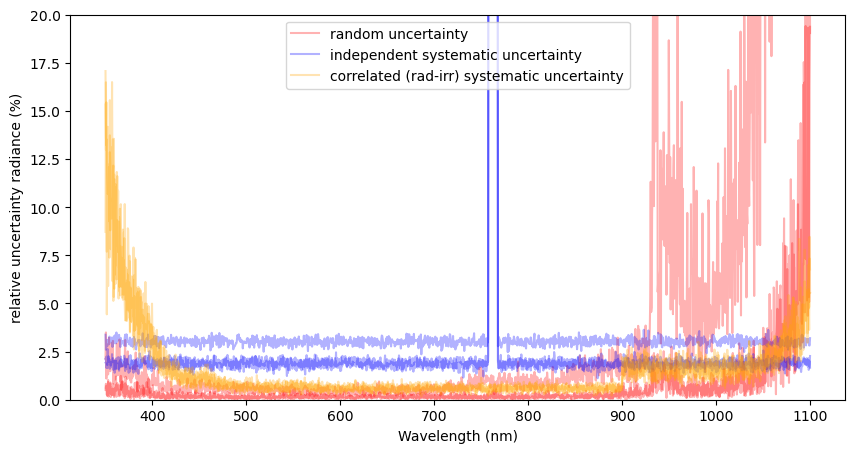 random uncertainty
independent systematic uncertainty
correlated (rad-irr) systematic uncertainty
relative uncertainty radiance (%)
20.0
17.5
15.0
12.5
10.0
7.5
5.0
2.5
0.0
400 500 600 700 800 900 1000 1100
Wavelength (nm)